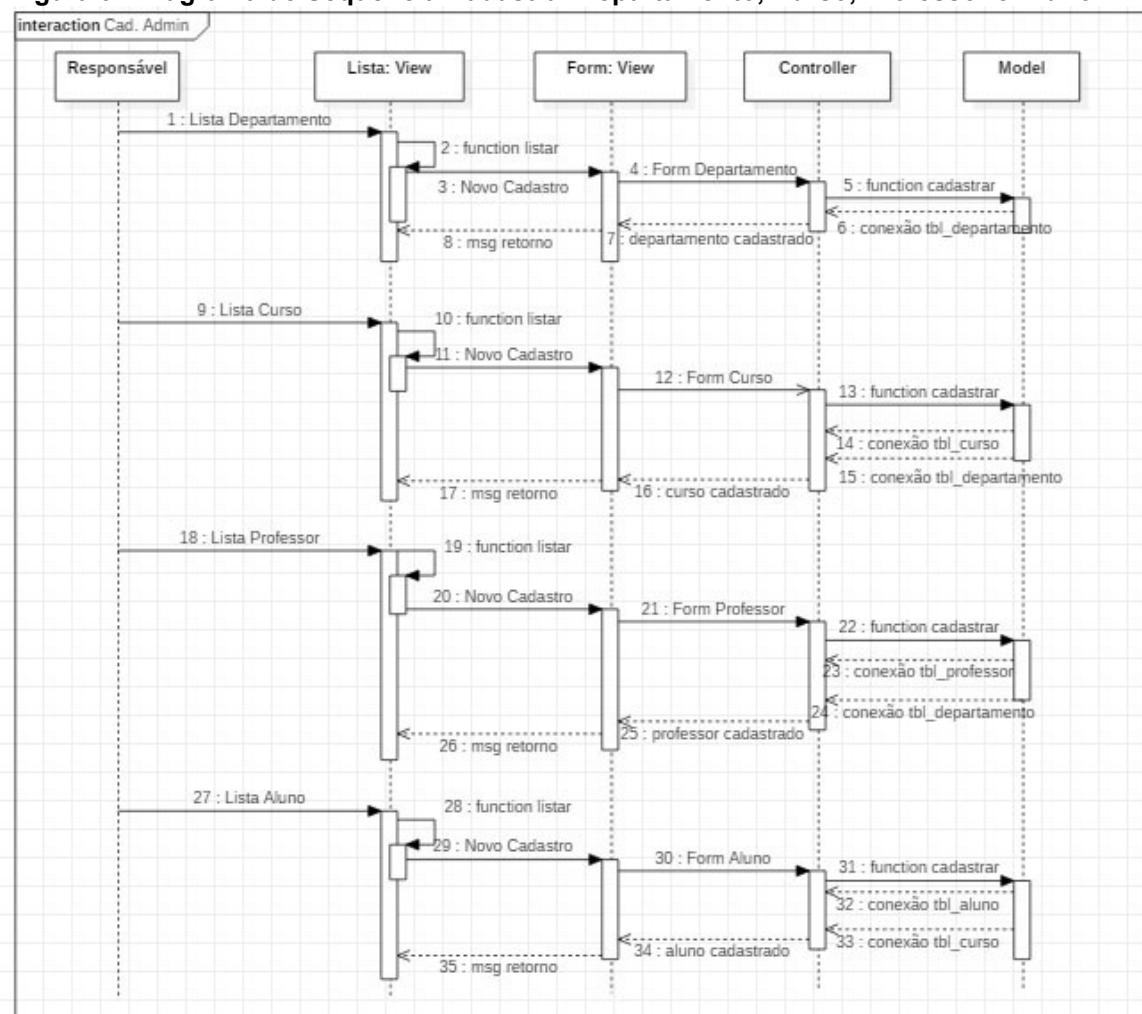 interaction Cad. Admin
Responsável
Lista: View
Form: View
Controller
Model
1 : Lista Departamento
2 : function listar
3 : Novo Cadastro
4 : Form Departamento
5 : function cadastrar
6 : conexão tbl_departamento
7 : departamento cadastrado
8 : msg retorno
9 : Lista Curso
10 : function listar
11 : Novo Cadastro
12 : Form Curso
13 : function cadastrar
14 : conexão tbl_curso
15 : conexão tbl_departamento
16 : curso cadastrado
17 : msg retorno
18 : Lista Professor
19 : function listar
20 : Novo Cadastro
21 : Form Professor
22 : function cadastrar
23 : conexão tbl_professor
24 : conexão tbl_departamento
25 : professor cadastrado
26 : msg retorno
27 : Lista Aluno
28 : function listar
29 : Novo Cadastro
30 : Form Aluno
31 : function cadastrar
32 : conexão tbl_aluno
33 : conexão tbl_curso
34 : aluno cadastrado
35 : msg retorno